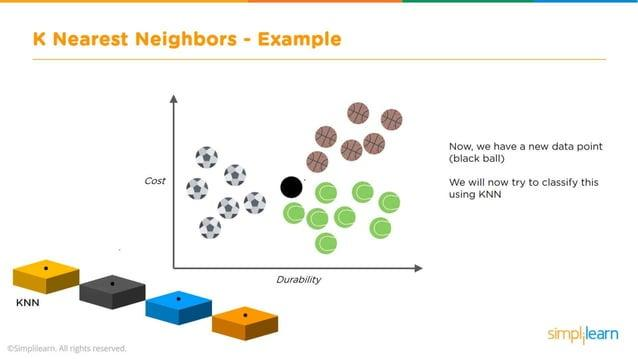 K Nearest Neighbors - Example
Now, we have a new data point
(black ball)
We will now try to classify this
using KNN
Cost
Durability
KNN
©Simplilearn. All rights reserved.
simplilearn